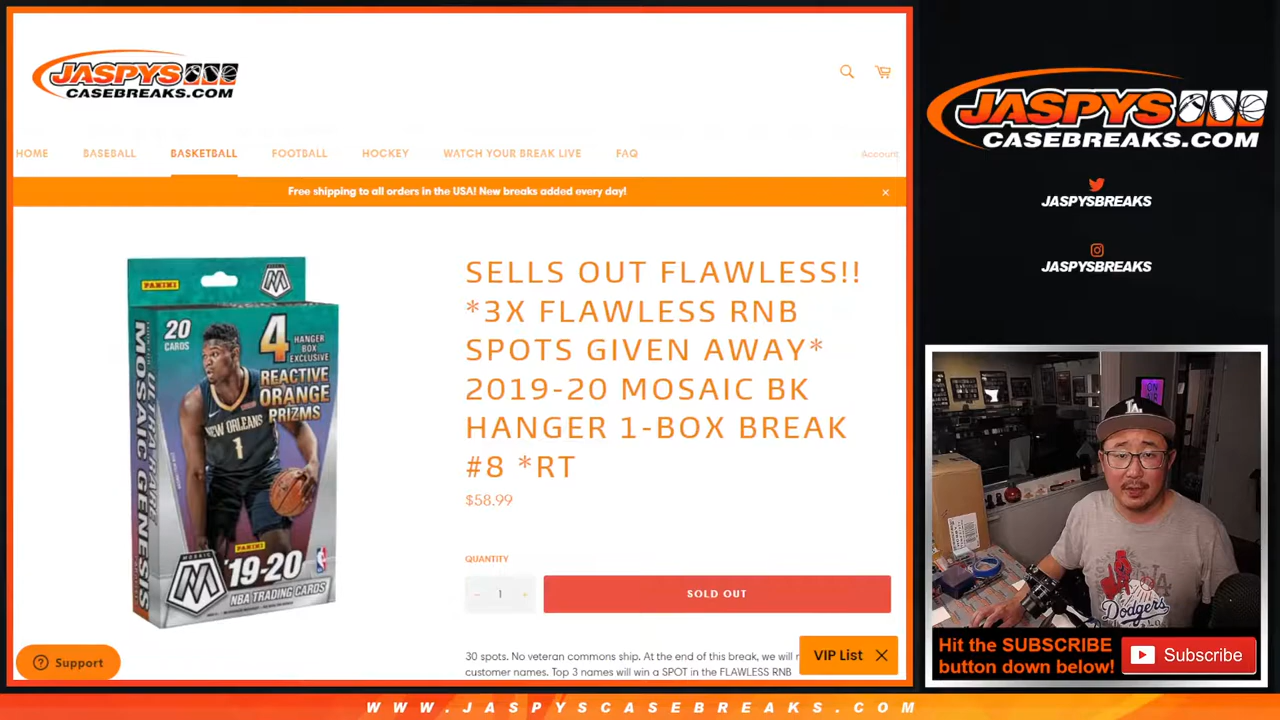 JASPYS
CASEBREAKS.COM
HOME BASEBALL BASKETBALL FOOTBALL HOCKEY WATCH YOUR BREAK LIVE FAQ Account
Free shipping to all orders in the USA! New breaks added every day! ×
PANINI
20
CARDS
4
HANGER
BOX
EXCLUSIVE
REACTIVE
ORANGE
PRIZMS
MOSAIC GENESIS
NEW ORLEANS
1
PANINI
MOSAIC
'19-20
NBA TRADING CARDS
SELLS OUT FLAWLESS!!
*3X FLAWLESS RNB
SPOTS GIVEN AWAY*
2019-20 MOSAIC BK
HANGER 1-BOX BREAK
#8 *RT
$58.99
QUANTITY
− 1 +
SOLD OUT
30 spots. No veteran commons ship. At the end of this break, we will r
customer names. Top 3 names will win a SPOT in the FLAWLESS RNB
Support
VIP List
JASPYS
CASEBREAKS.COM
JASPYSBREAKS
JASPYSBREAKS
ON
AIR
LA
Dodgers
Hit the SUBSCRIBE
button down below!
Subscribe
WWW.JASPYSCASEBREAKS.COM